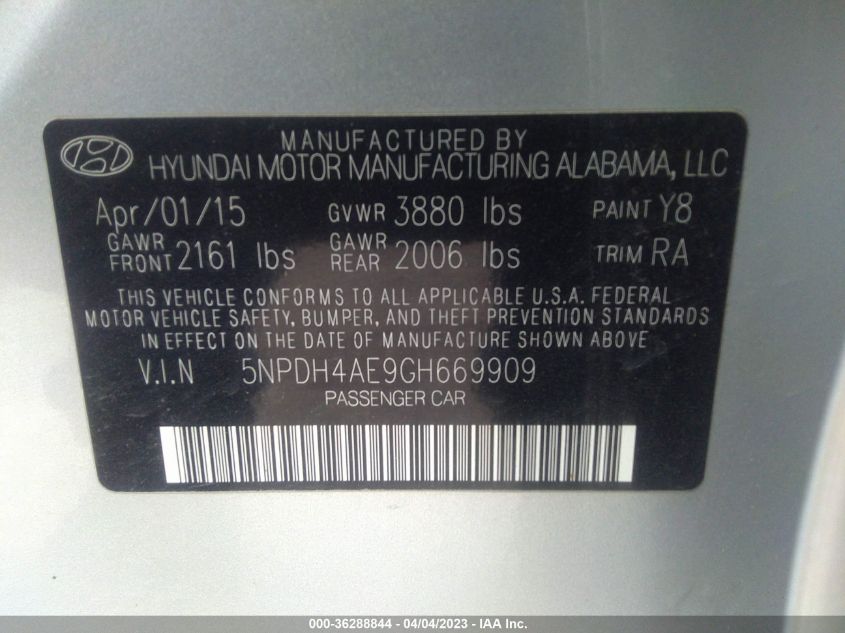 MANUFACTURED BY
HYUNDAI MOTOR MANUFACTURING ALABAMA, LLC
Apr/01/15 GVWR 3880 lbs PAINT Y8
GAWR FRONT 2161 lbs GAWR REAR 2006 lbs TRIM RA
THIS VEHICLE CONFORMS TO ALL APPLICABLE U.S.A. FEDERAL
MOTOR VEHICLE SAFETY, BUMPER, AND THEFT PREVENTION STANDARDS
IN EFFECT ON THE DATE OF MANUFACTURE SHOWN ABOVE
V.I.N 5NPDH4AE9GH669909
PASSENGER CAR
000-36288844 - 04/04/2023 - IAA Inc.